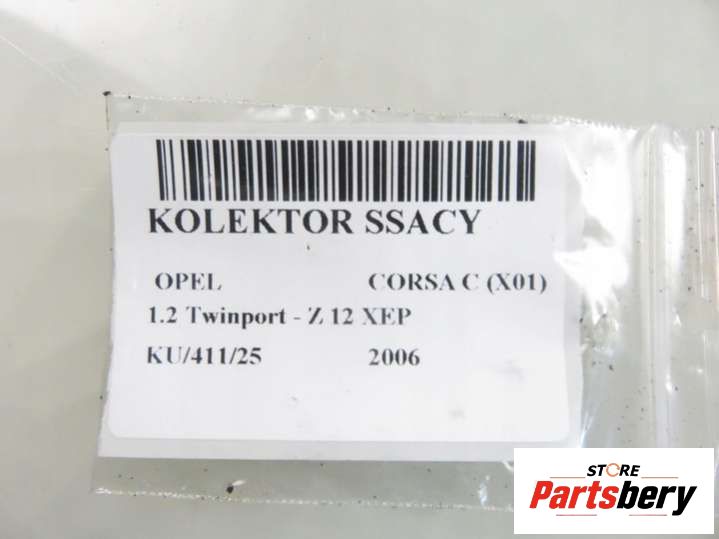 KOLEKTOR SSACY
OPEL CORSA C (X01)
1.2 Twinport - Z 12 XEP
KU/411/25 2006
STORE
Partsbery